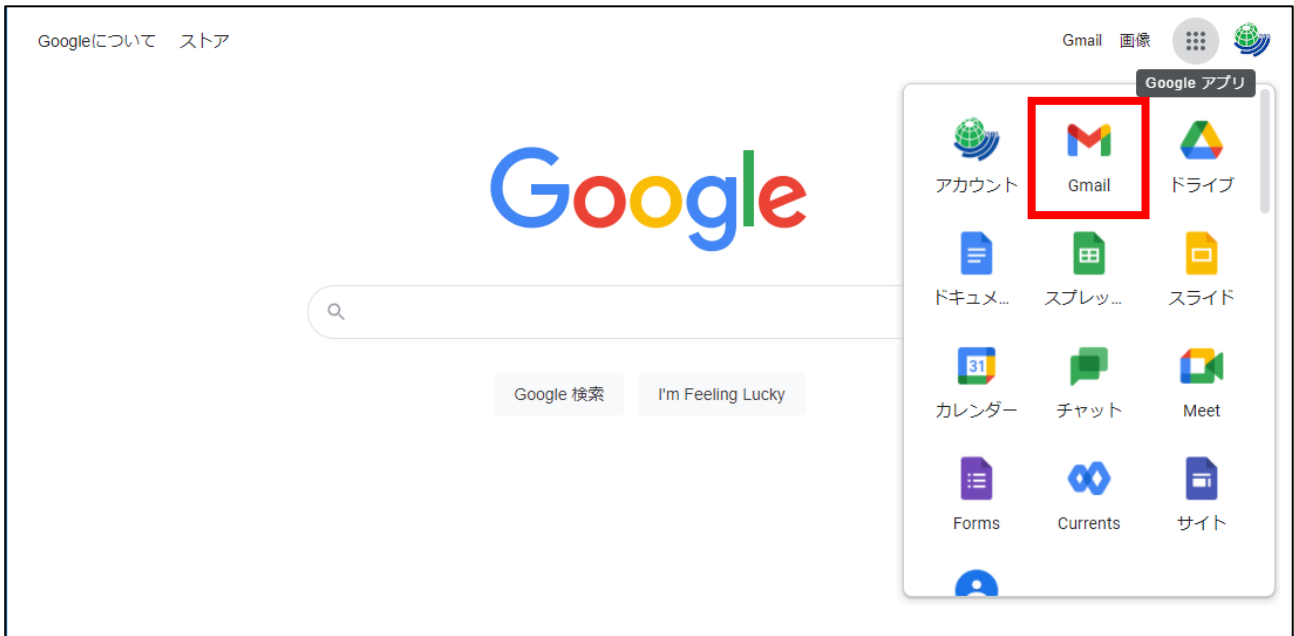 Googleについて ストア
Gmail 画像
Google アプリ
Google
アカウント Gmail ドライブ
ドキュメ... スプレッ... スライド
31
カレンダー チャット Meet
Forms Currents サイト
Google 検索 I'm Feeling Lucky